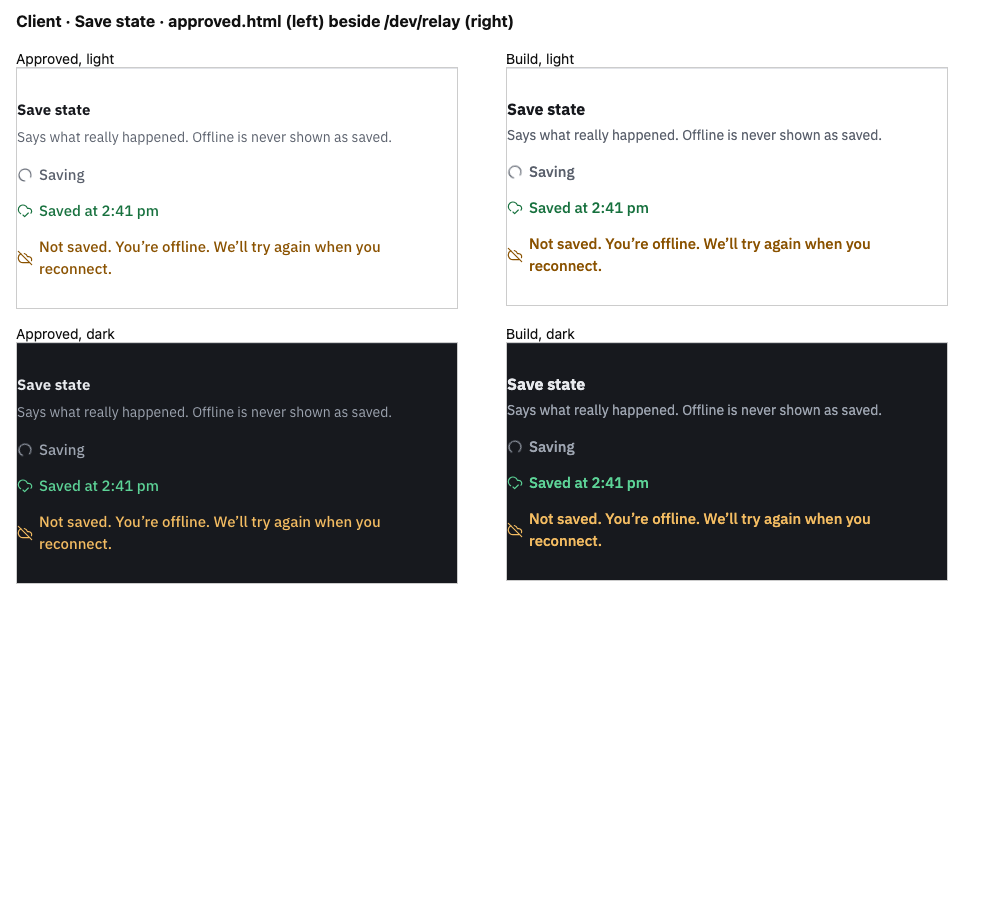 Client · Save state · approved.html (left) beside /dev/relay (right)
Approved, light
Save state
Says what really happened. Offline is never shown as saved.
Saving
Saved at 2:41 pm
Not saved. You’re offline. We’ll try again when you
reconnect.
Build, light
Save state
Says what really happened. Offline is never shown as saved.
Saving
Saved at 2:41 pm
Not saved. You’re offline. We’ll try again when you
reconnect.
Approved, dark
Save state
Says what really happened. Offline is never shown as saved.
Saving
Saved at 2:41 pm
Not saved. You’re offline. We’ll try again when you
reconnect.
Build, dark
Save state
Says what really happened. Offline is never shown as saved.
Saving
Saved at 2:41 pm
Not saved. You’re offline. We’ll try again when you
reconnect.